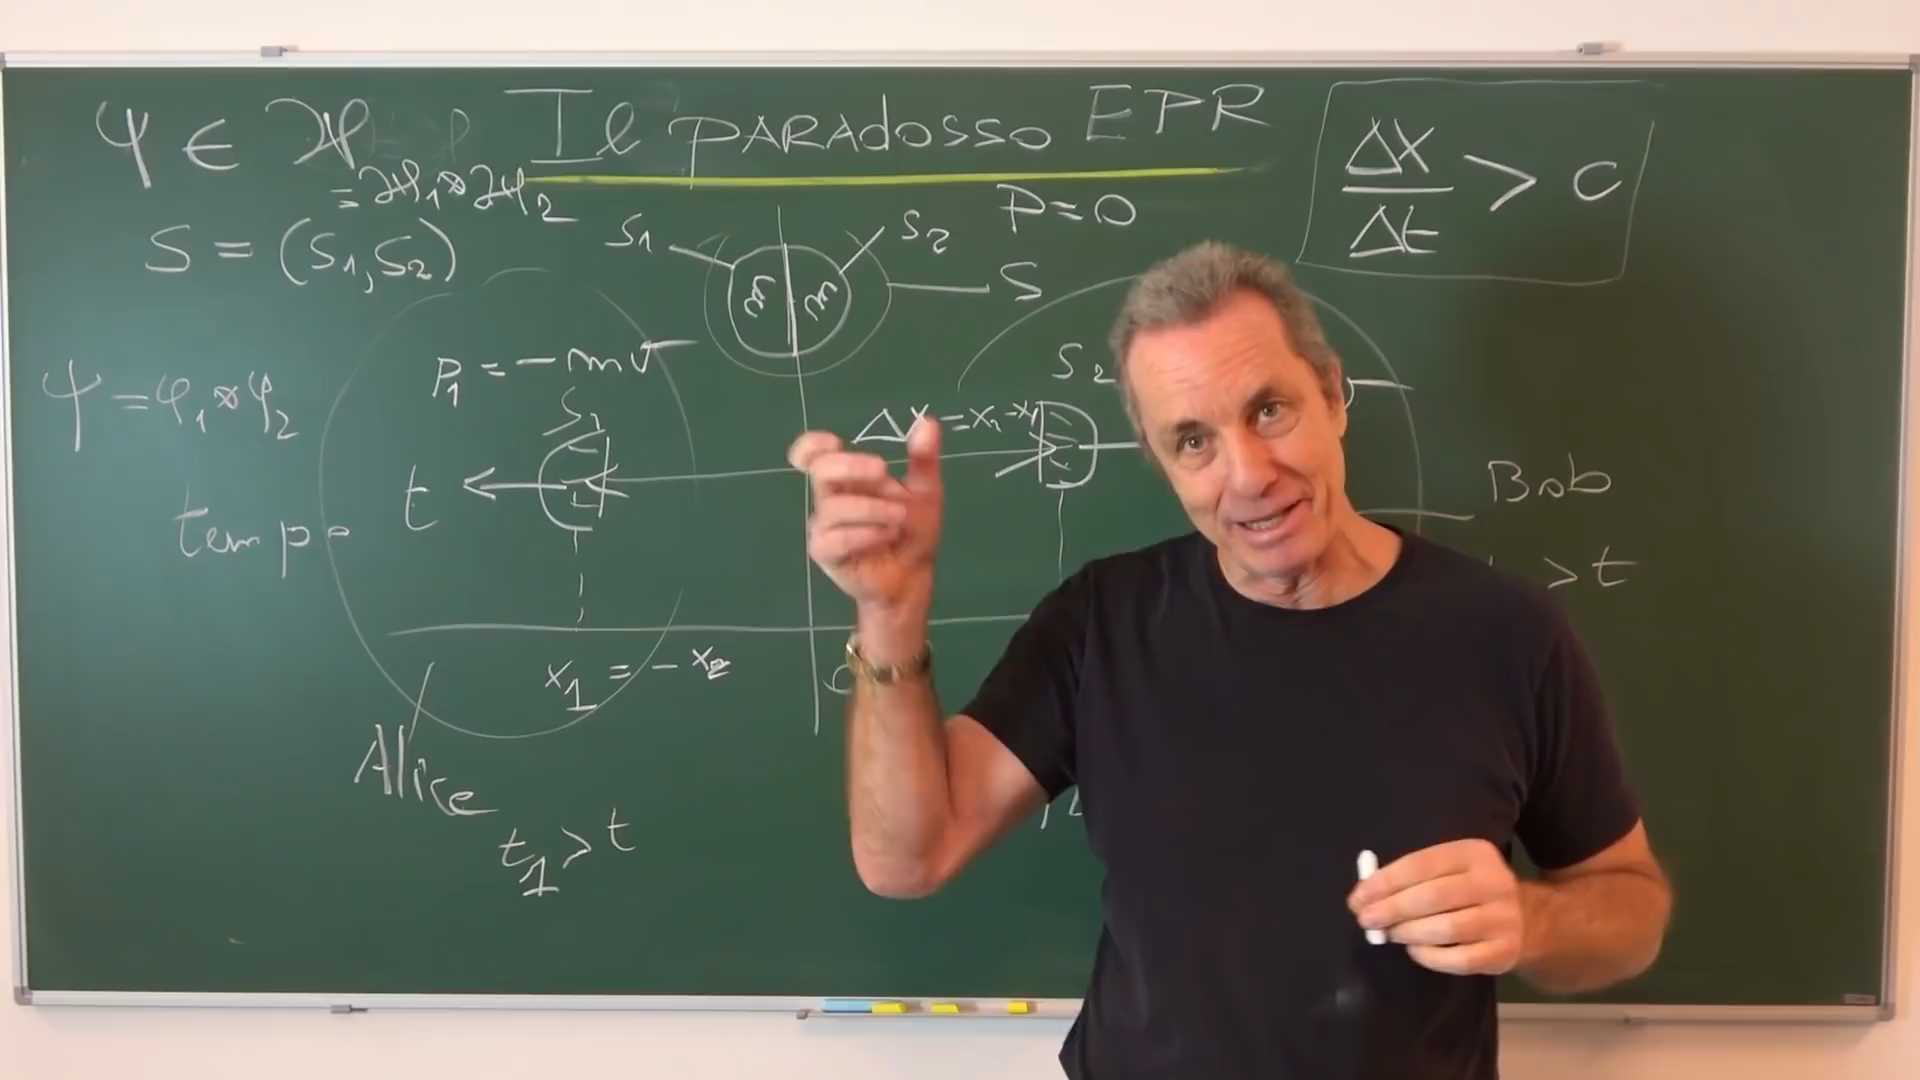 ψ ∈ ℋ Il PARAdOSSO EPR
= ℋ1 ⊗ ℋ2
P=0
ΔX/Δt > c
S = (S1, S2)
S1
S2
S
P1 = -mv
S2
ψ = φ1 ⊗ φ2
S1
ΔX = X2 - X1
t
tempo
Bob
> t
x1 = - x2
Alice
t1 > t